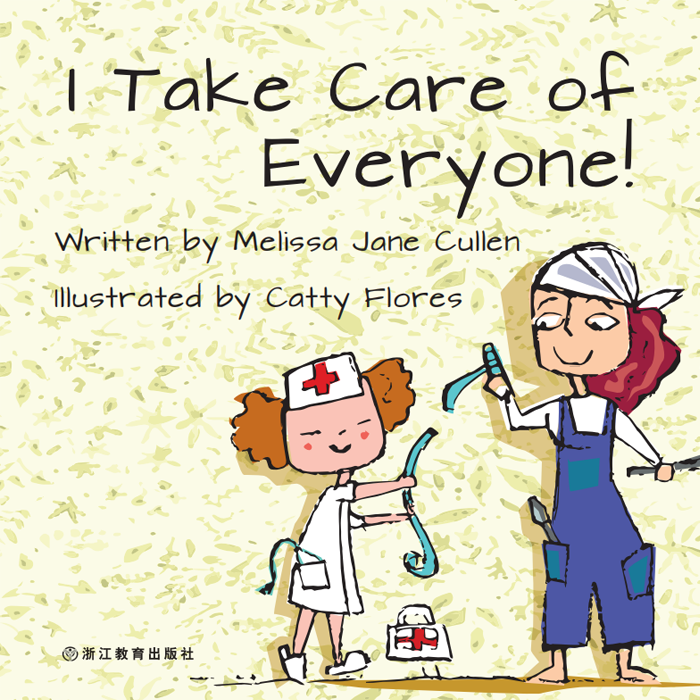 I Take Care of
Everyone!
Written by Melissa Jane Cullen
Illustrated by Catty Flores
浙江教育出版社